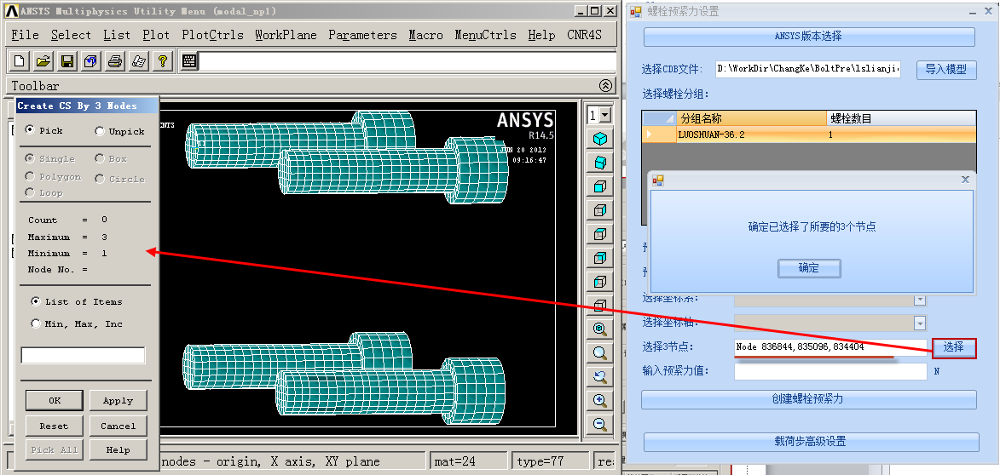 ANSYS Multiphysics Utility Menu (modal_np1)
File Select List Plot PlotCtrls WorkPlane Parameters Macro MenuCtrls Help CNR4S
Toolbar
Create CS By 3 Nodes
Pick Unpick
Single Box
Polygon Circle
Loop
Count = 0
Maximum = 3
Minimum = 1
Node No. =
List of Items
Min, Max, Inc
OK Apply
Reset Cancel
Pick All Help
NTS
ANSYS
R14.5
JUN 20 2013
09:16:47
1
nodes - origin, X axis, XY plane
mat=24
type=77
螺栓预紧力设置
ANSYS版本选择
选择CDB文件: D:\WorkDir\ChangKe\BoltPre\lslianji 导入模型
选择螺栓分组:
分组名称 螺栓数目
LUOSHUAN-36.2 1
确定已选择了所要的3个节点
确定
选择坐标系:
选择坐标轴:
选择3节点: Node 836844,835096,834404 选择
输入预紧力值: N
创建螺栓预紧力
载荷步高级设置